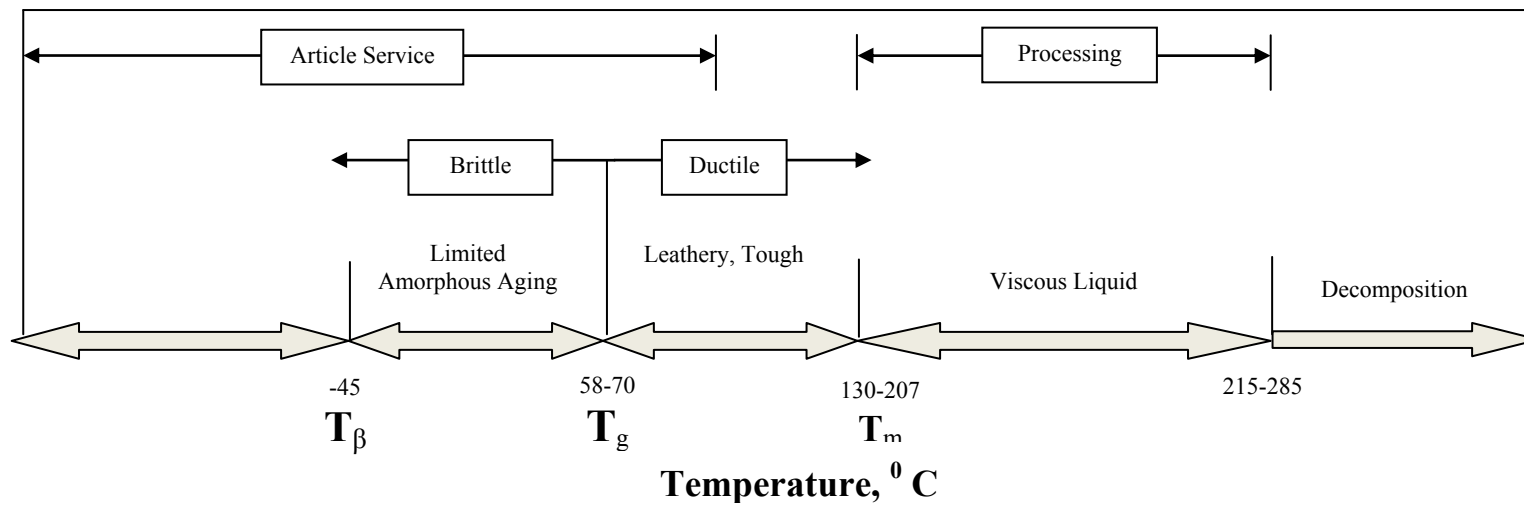 Article Service
Processing
Brittle
Ductile
Limited
Amorphous Aging
Leathery, Tough
Viscous Liquid
Decomposition
-45
58-70
130-207
215-285
Tβ
Tg
Tm
Temperature, ⁰ C